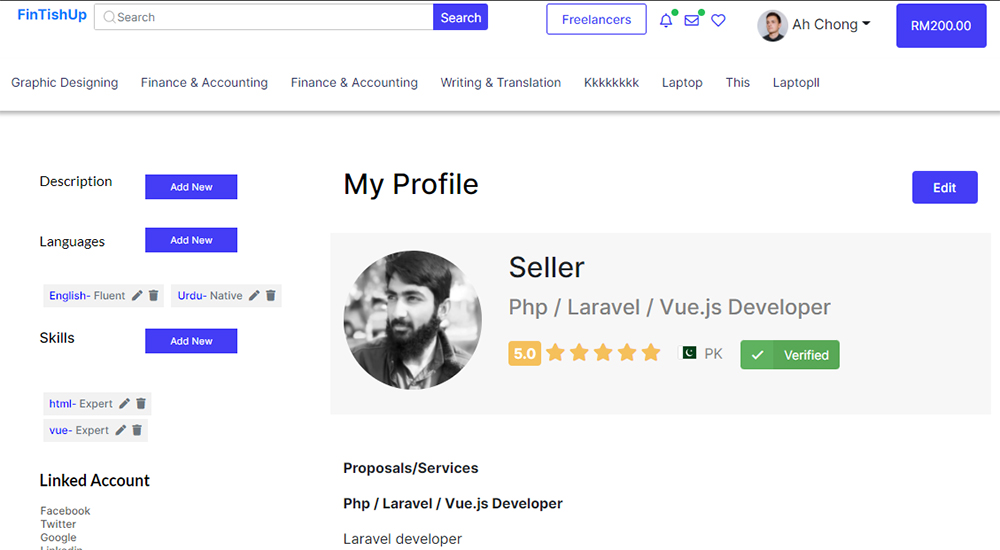 FinTishUp Search Search Freelancers Ah Chong RM200.00
Graphic Designing Finance & Accounting Finance & Accounting Writing & Translation Kkkkkkkk Laptop This Laptopll
Description Add New
Languages Add New
English- Fluent Urdu- Native
Skills Add New
html- Expert
vue- Expert
Linked Account
Facebook
Twitter
Google
Linkedin
My Profile Edit
Seller
Php / Laravel / Vue.js Developer
5.0 PK Verified
Proposals/Services
Php / Laravel / Vue.js Developer
Laravel developer